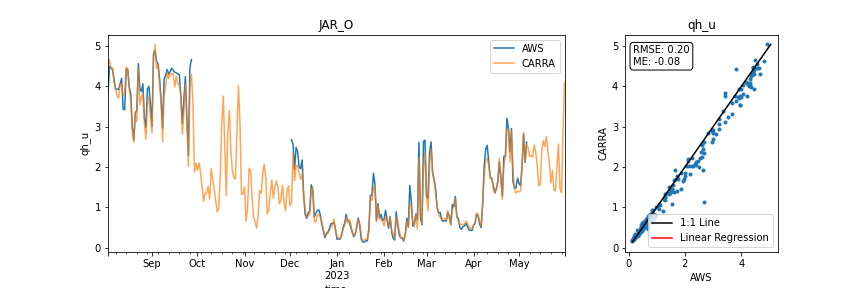 JAR_O
qh_u
5
4
3
2
1
0
AWS
CARRA
Sep
Oct
Nov
Dec
Jan
2023
Feb
Mar
Apr
May
qh_u
RMSE: 0.20
ME: -0.08
CARRA
5
4
3
2
1
0
1:1 Line
Linear Regression
0
2
4
AWS